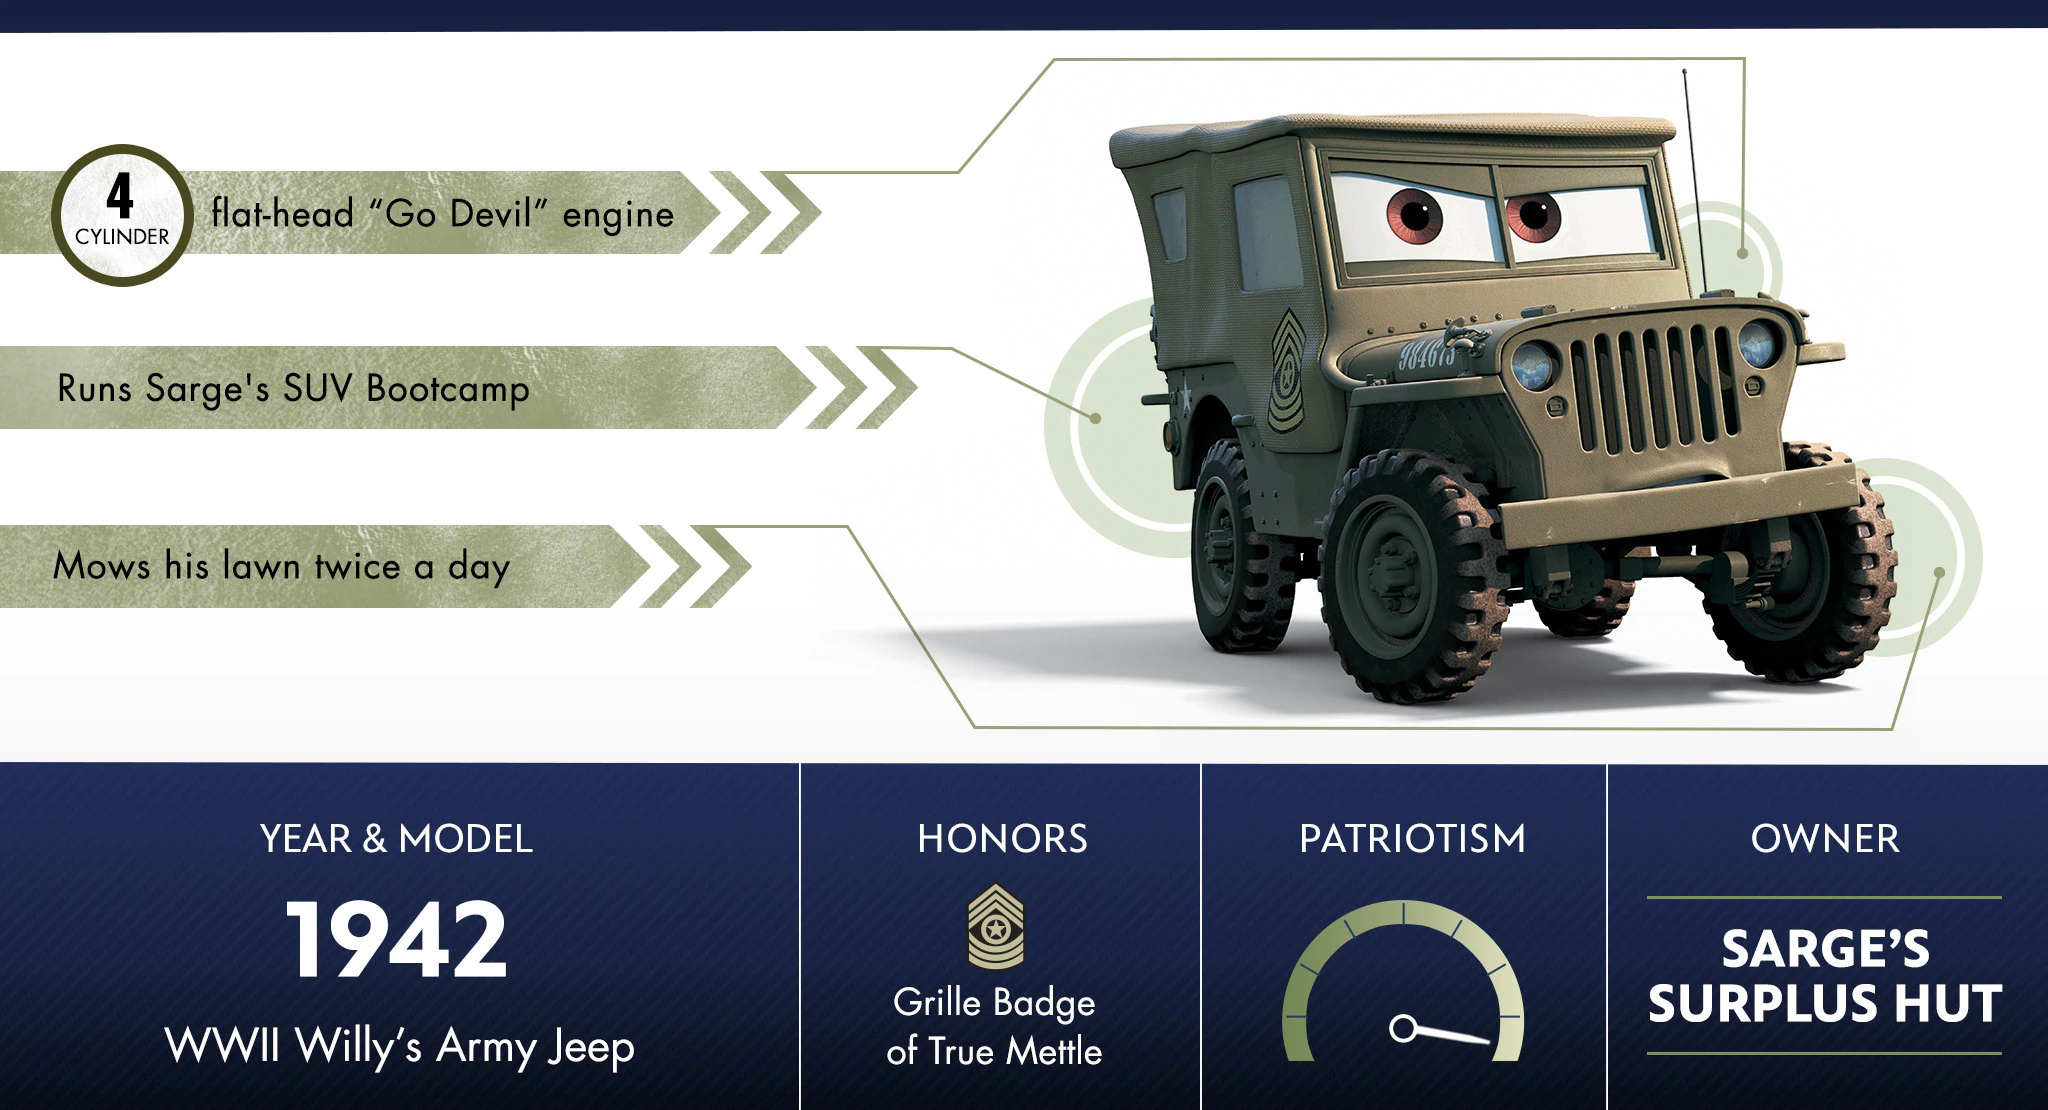 4
CYLINDER
flat-head “Go Devil” engine
Runs Sarge's SUV Bootcamp
Mows his lawn twice a day
984673
YEAR & MODEL
1942
WWII Willy’s Army Jeep
HONORS
Grille Badge
of True Mettle
PATRIOTISM
OWNER
SARGE’S
SURPLUS HUT